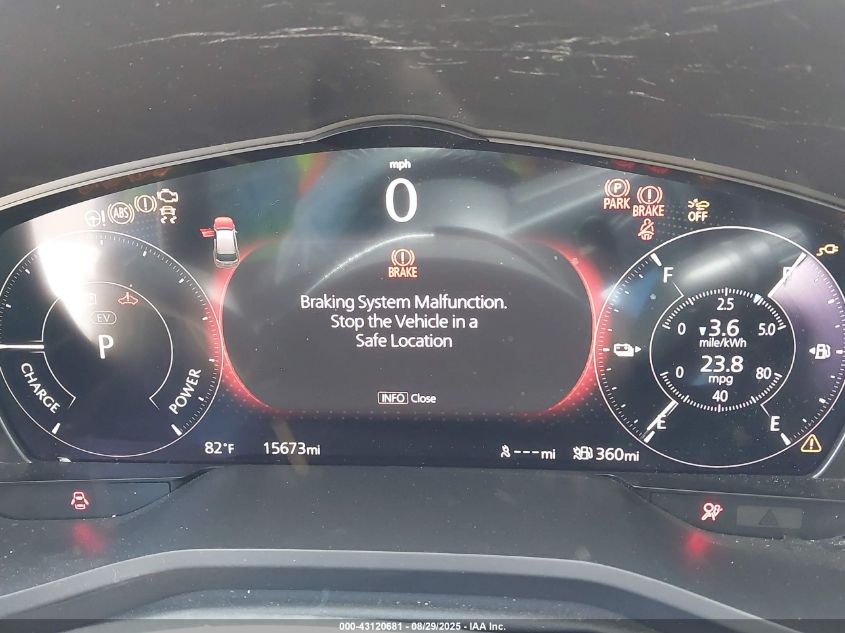 mph
0
ABS
PARK
BRAKE
OFF
BRAKE
Braking System Malfunction.
Stop the Vehicle in a
Safe Location
INFO Close
EV
P
CHARGE
POWER
F
F
2.5
0
3.6
5.0
mile/kWh
23.8
mpg
0
80
40
E
E
82°F
15673mi
---mi
360mi
000-43120681 - 08/29/2025 - IAA Inc.